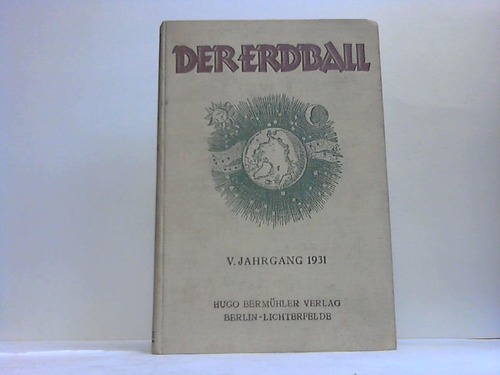 DER·ERDBALL
V. JAHRGANG 1931
HUGO BERMÜHLER VERLAG
BERLIN-LICHTERFELDE